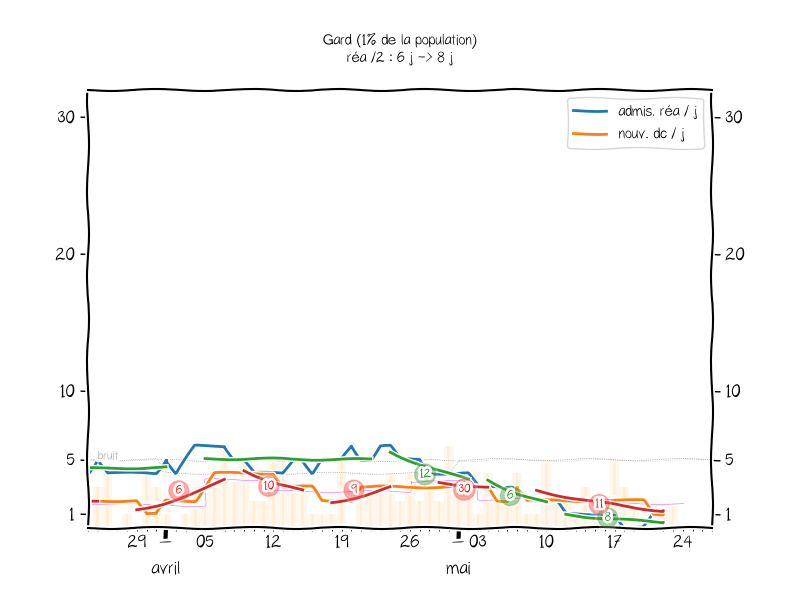 Gard (1% de la population)
réa /2 : 6 j -> 8 j
admis. réa / j
nouv. dc / j
30 30
20 20
10 10
bruit
5 5
12
6 10 9 30 6 11
8
1 1
29 05 12 19 26 03 10 17 24
avril mai